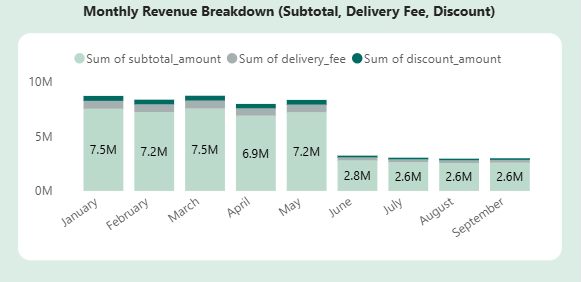 Monthly Revenue Breakdown (Subtotal, Delivery Fee, Discount)
Sum of subtotal_amount Sum of delivery_fee Sum of discount_amount
10M
5M
0M
7.5M 7.2M 7.5M 6.9M 7.2M 2.8M 2.6M 2.6M 2.6M
January February March April May June July August September